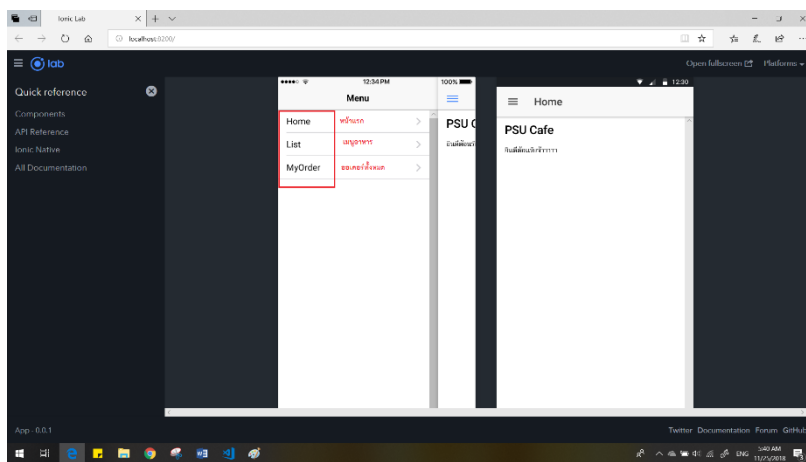 Ionic Lab
localhost:8200/
lab
Open fullscreen
Platforms
Quick reference
Components
API Reference
Ionic Native
All Documentation
12:34 PM
100%
Menu
Home หน้าแรก
List เมนูอาหาร
MyOrder ออเดอร์ทั้งหมด
PSU C
12:30
Home
PSU Cafe
App - 0.0.1
Twitter Documentation Forum GitHub
ENG
5:40 AM
11/25/2018